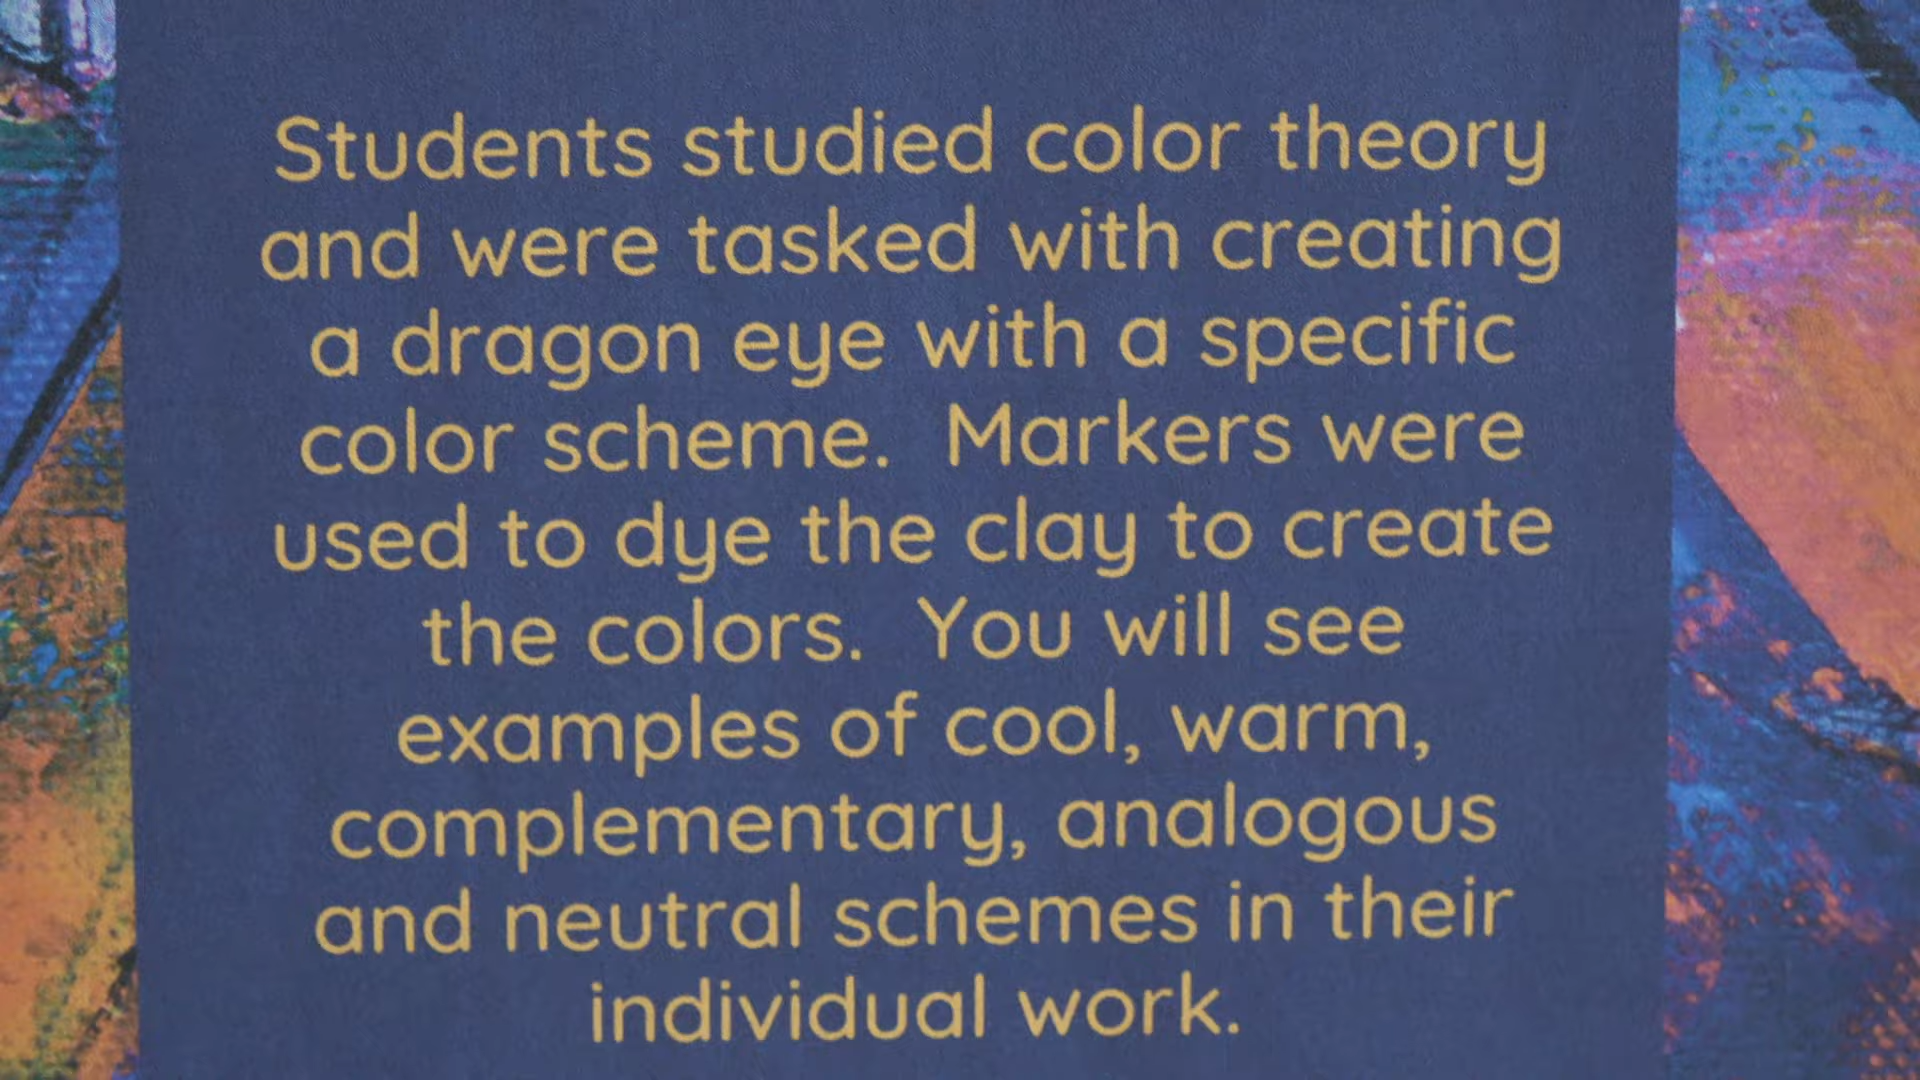 Students studied color theory
and were tasked with creating
a dragon eye with a specific
color scheme.  Markers were
used to dye the clay to create
the colors.  You will see
examples of cool, warm,
complementary, analogous
and neutral schemes in their
individual work.